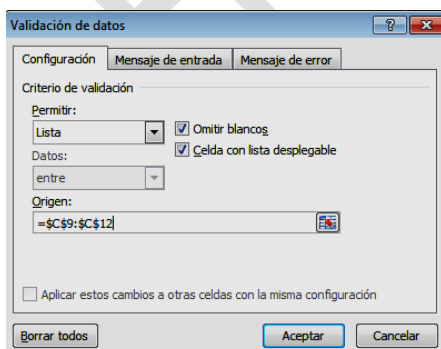 Validación de datos
Configuración Mensaje de entrada Mensaje de error
Criterio de validación
Permitir:
Lista
Omitir blancos
Datos:
Celda con lista desplegable
entre
Origen:
=$C$9:$C$12
Aplicar estos cambios a otras celdas con la misma configuración
Borrar todos Aceptar Cancelar